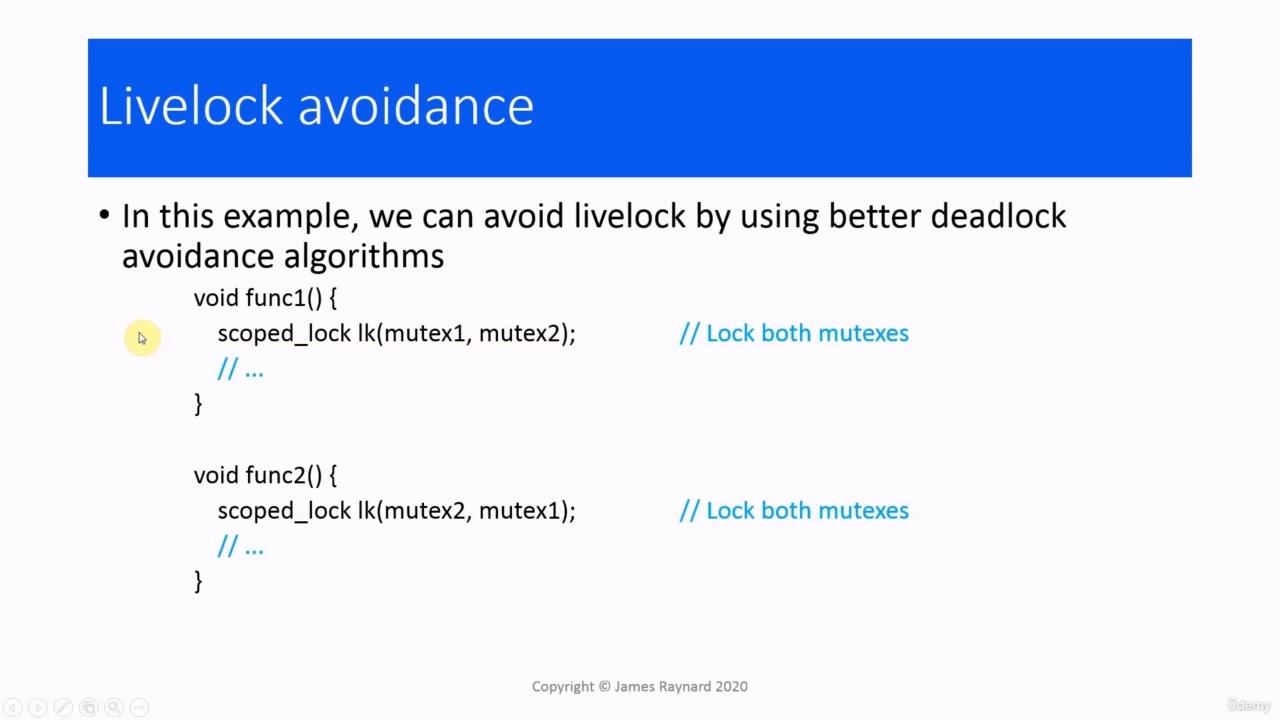 Livelock avoidance
• In this example, we can avoid livelock by using better deadlock
avoidance algorithms
void func1() {
scoped_lock lk(mutex1, mutex2); // Lock both mutexes
// ...
}
void func2() {
scoped_lock lk(mutex2, mutex1); // Lock both mutexes
// ...
}
Copyright © James Raynard 2020
ûdemy